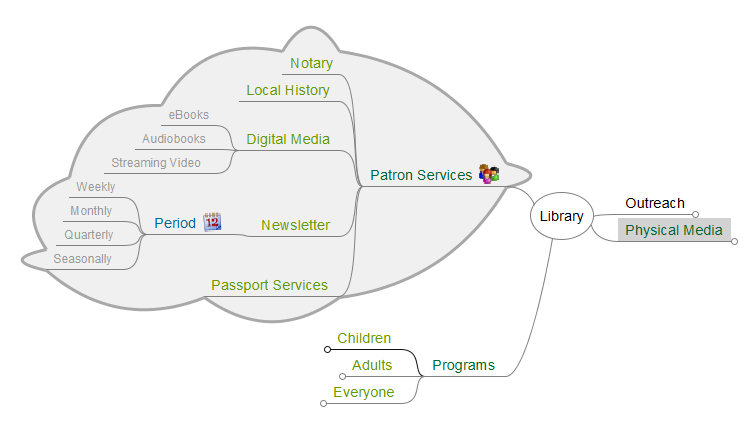 Notary
Local History
eBooks
Audiobooks
Streaming Video
Digital Media
Patron Services
Weekly
Monthly
Quarterly
Seasonally
Period
12
Newsletter
Passport Services
Library
Outreach
Physical Media
Children
Adults
Everyone
Programs